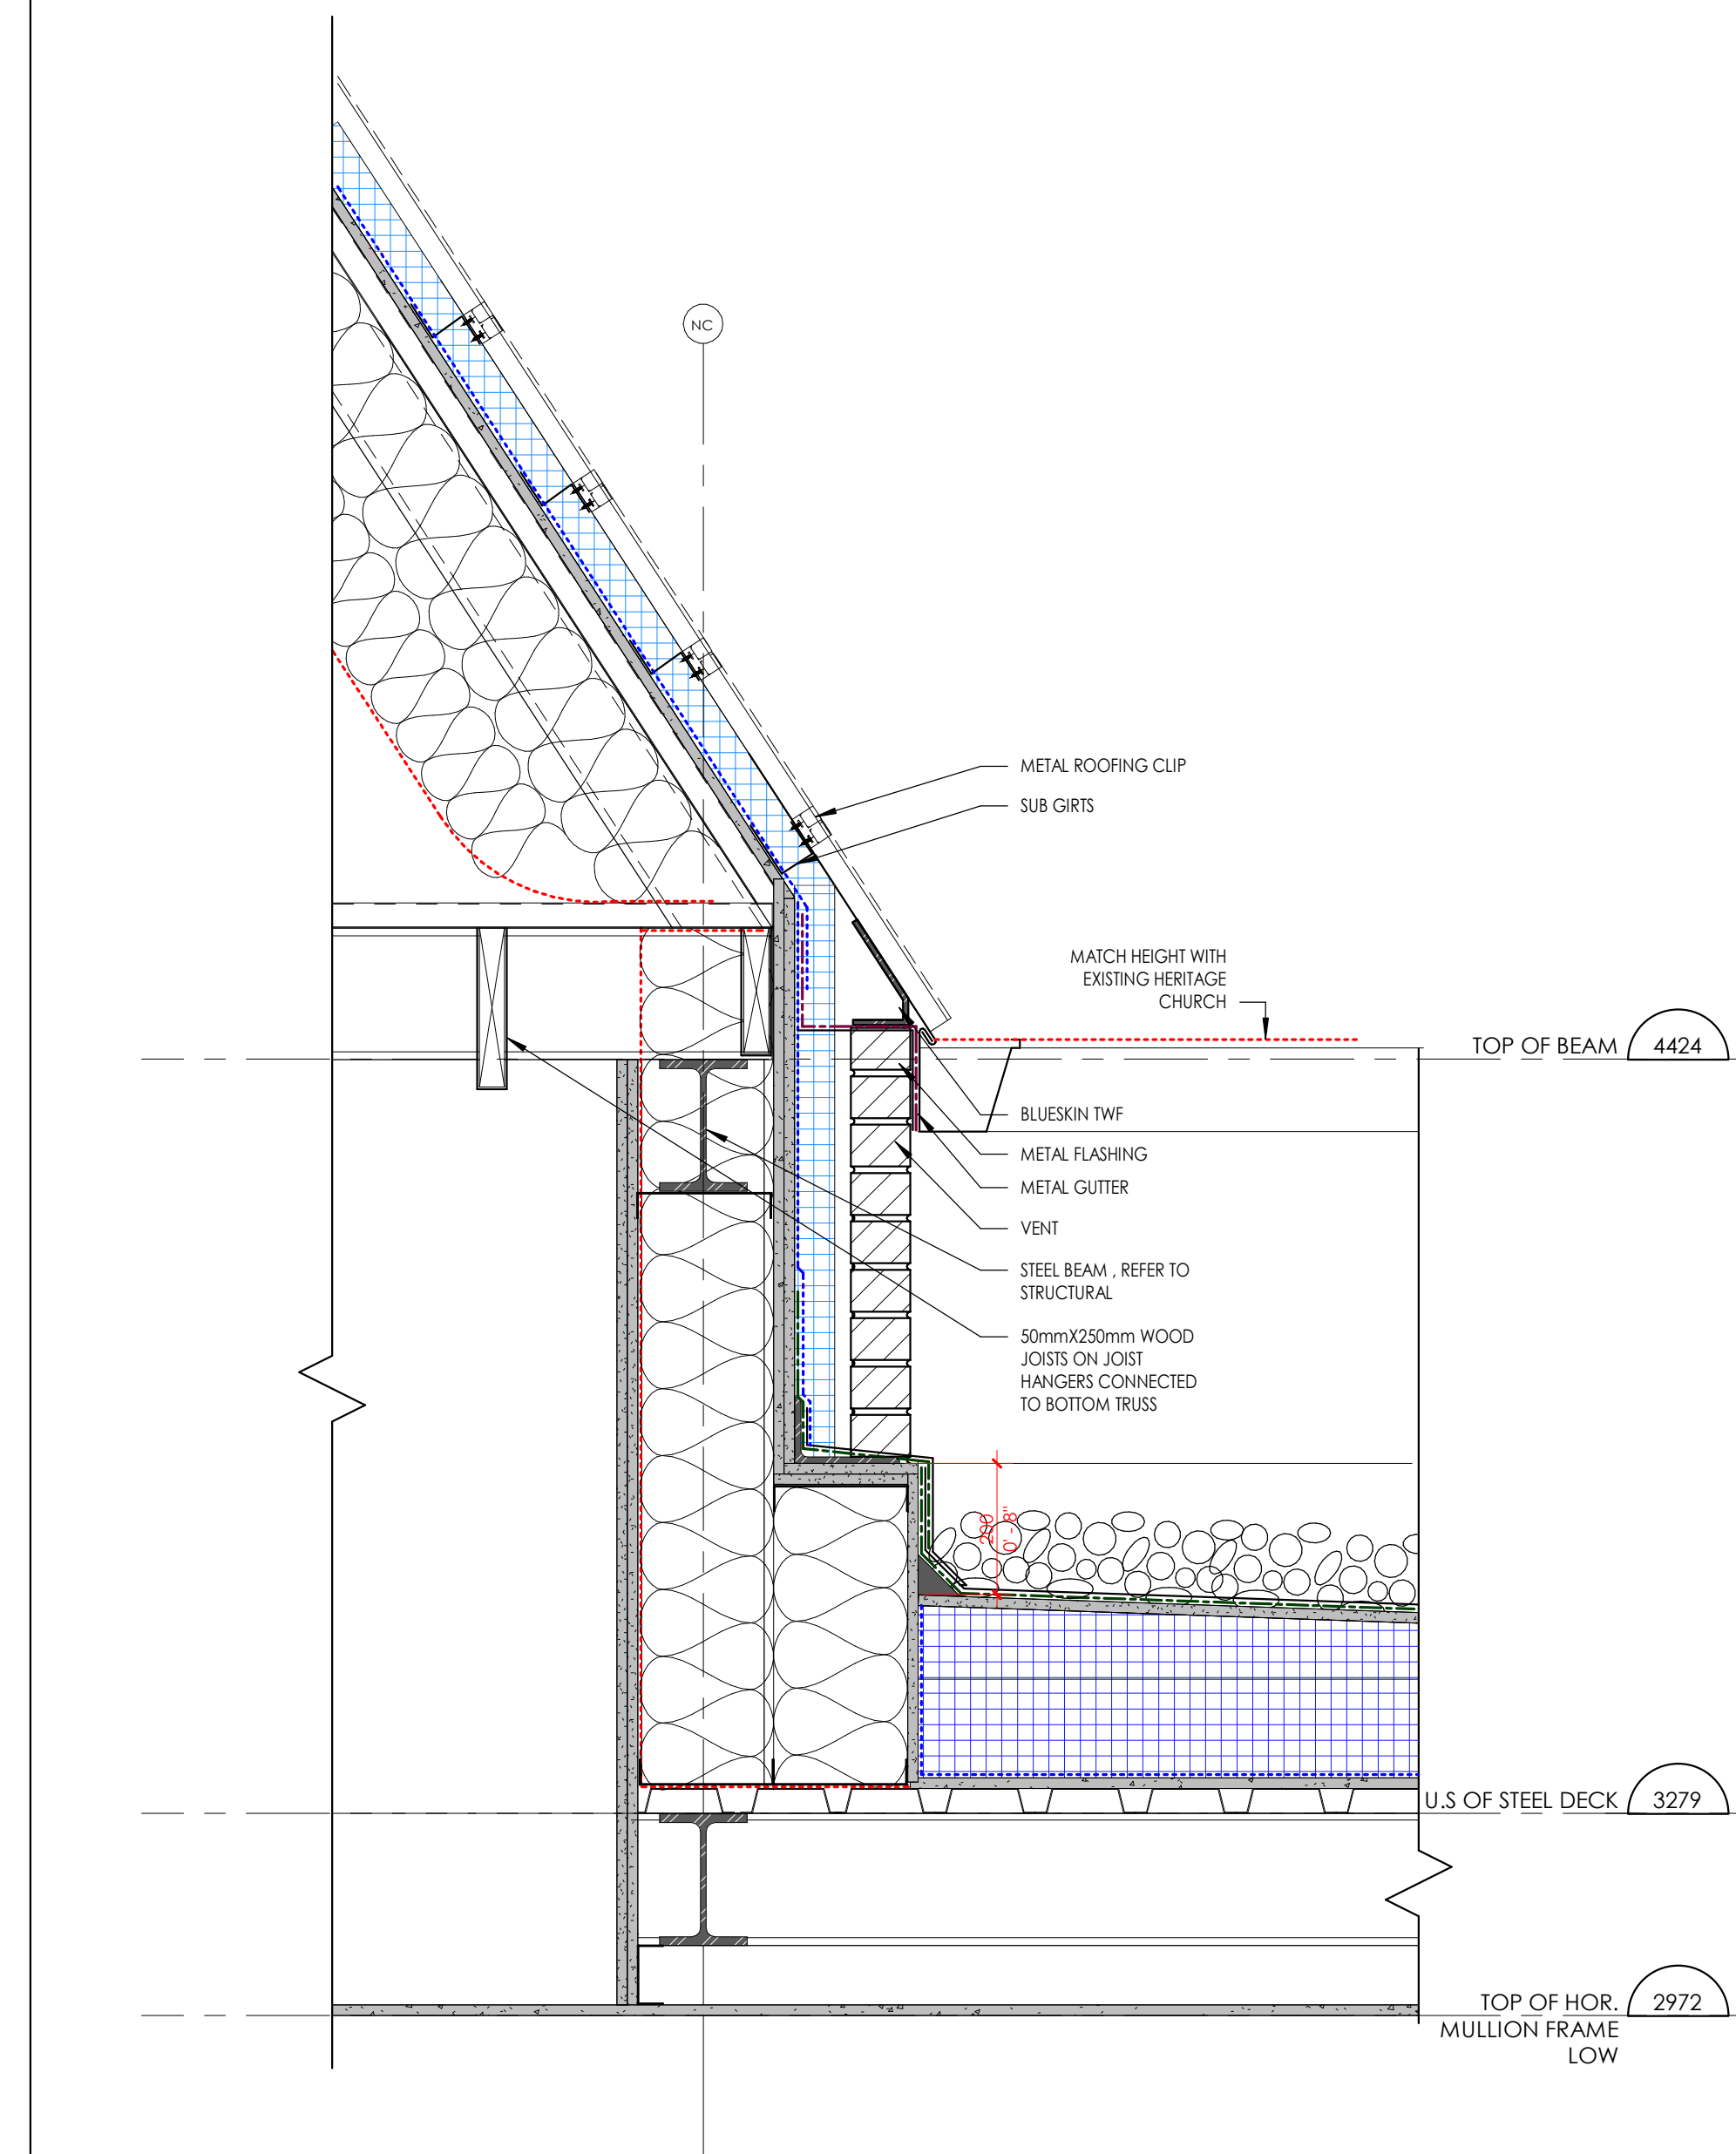 NC
METAL ROOFING CLIP
SUB GIRTS
MATCH HEIGHT WITH
EXISTING HERITAGE
CHURCH
TOP OF BEAM 4424
BLUESKIN TWF
METAL FLASHING
METAL GUTTER
VENT
STEEL BEAM , REFER TO
STRUCTURAL
50mmX250mm WOOD
JOISTS ON JOIST
HANGERS CONNECTED
TO BOTTOM TRUSS
200
0' - 8"
U.S OF STEEL DECK 3279
TOP OF HOR. 2972
MULLION FRAME
LOW